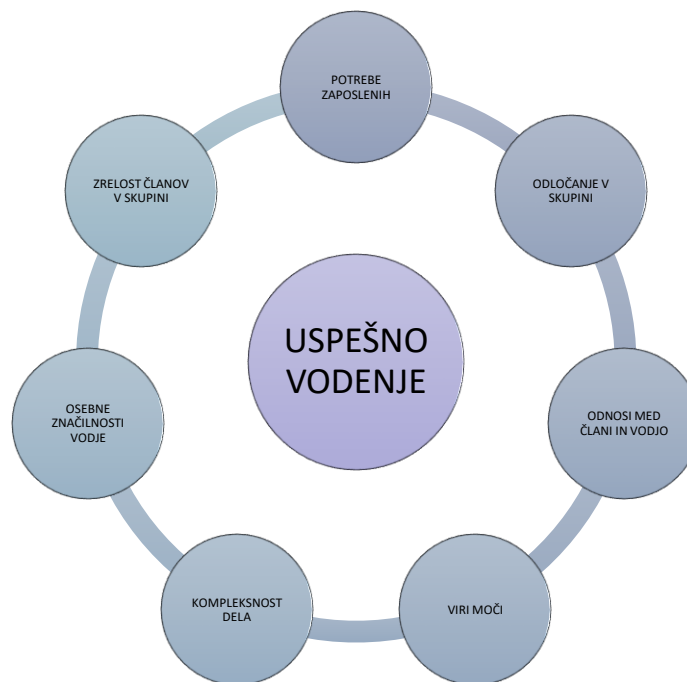 POTREBE
ZAPOSLENIH
ODLOČANJE V
SKUPINI
ODNOSI MED
ČLANI IN VODJO
VIRI MOČI
KOMPLEKSNOST
DELA
OSEBNE
ZNAČILNOSTI
VODJE
ZRELOST ČLANOV
V SKUPINI
USPEŠNO
VODENJE